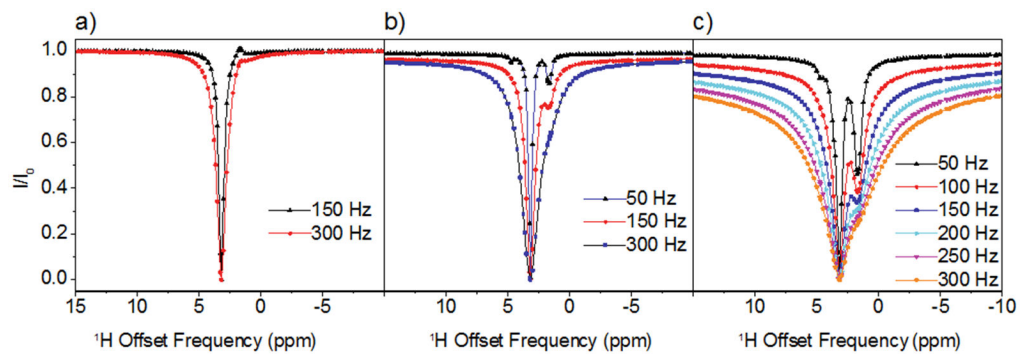 a)
b)
c)
I/I0
1.0
0.8
0.6
0.4
0.2
0.0
150 Hz
300 Hz
50 Hz
150 Hz
300 Hz
50 Hz
100 Hz
150 Hz
200 Hz
250 Hz
300 Hz
15 10 5 0 -5
10 5 0 -5
10 5 0 -5 -10
¹H Offset Frequency (ppm)
¹H Offset Frequency (ppm)
¹H Offset Frequency (ppm)